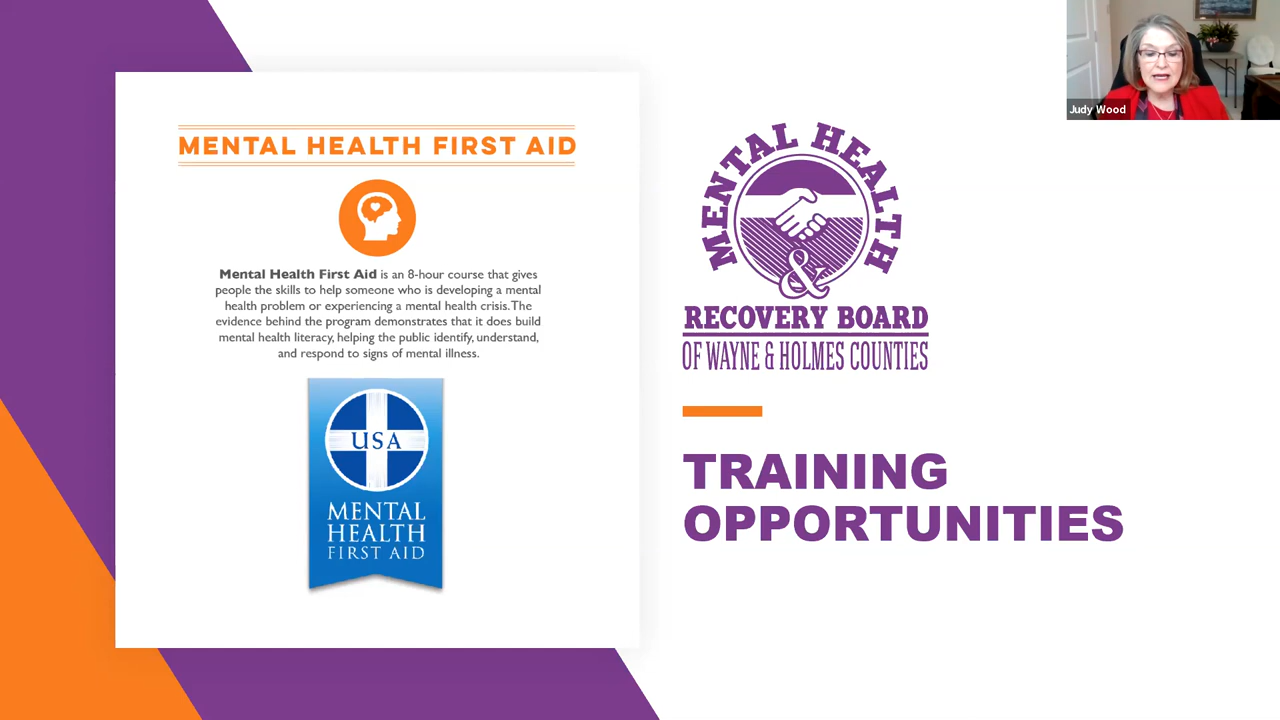 MENTAL HEALTH FIRST AID
Mental Health First Aid is an 8-hour course that gives
people the skills to help someone who is developing a mental
health problem or experiencing a mental health crisis. The
evidence behind the program demonstrates that it does build
mental health literacy, helping the public identify, understand,
and respond to signs of mental illness.
USA
MENTAL
HEALTH
FIRST AID
MENTAL HEALTH
&
RECOVERY BOARD
OF WAYNE & HOLMES COUNTIES
TRAINING
OPPORTUNITIES
Judy Wood